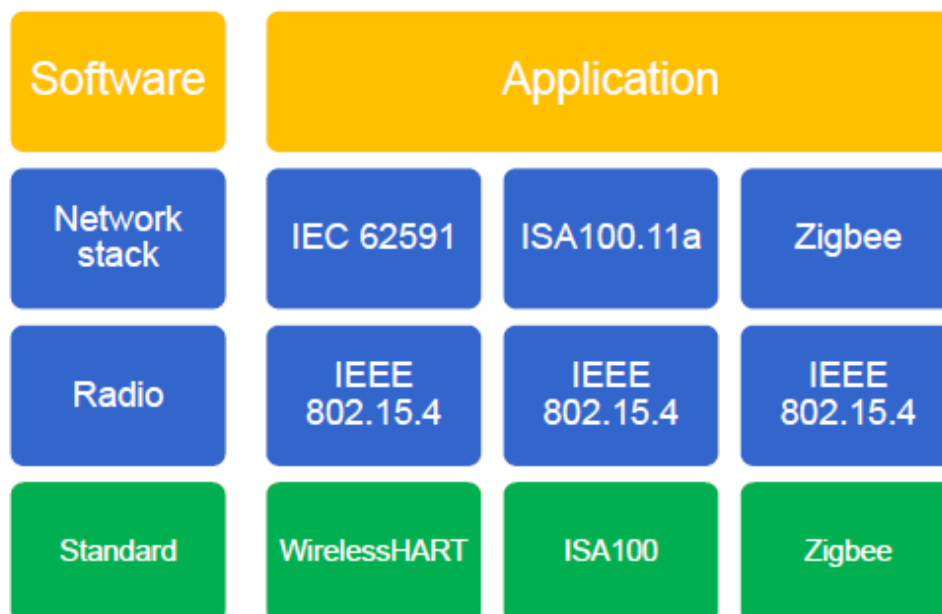 Software
Application
Network
stack
IEC 62591
ISA100.11a
Zigbee
Radio
IEEE
802.15.4
IEEE
802.15.4
IEEE
802.15.4
Standard
WirelessHART
ISA100
Zigbee